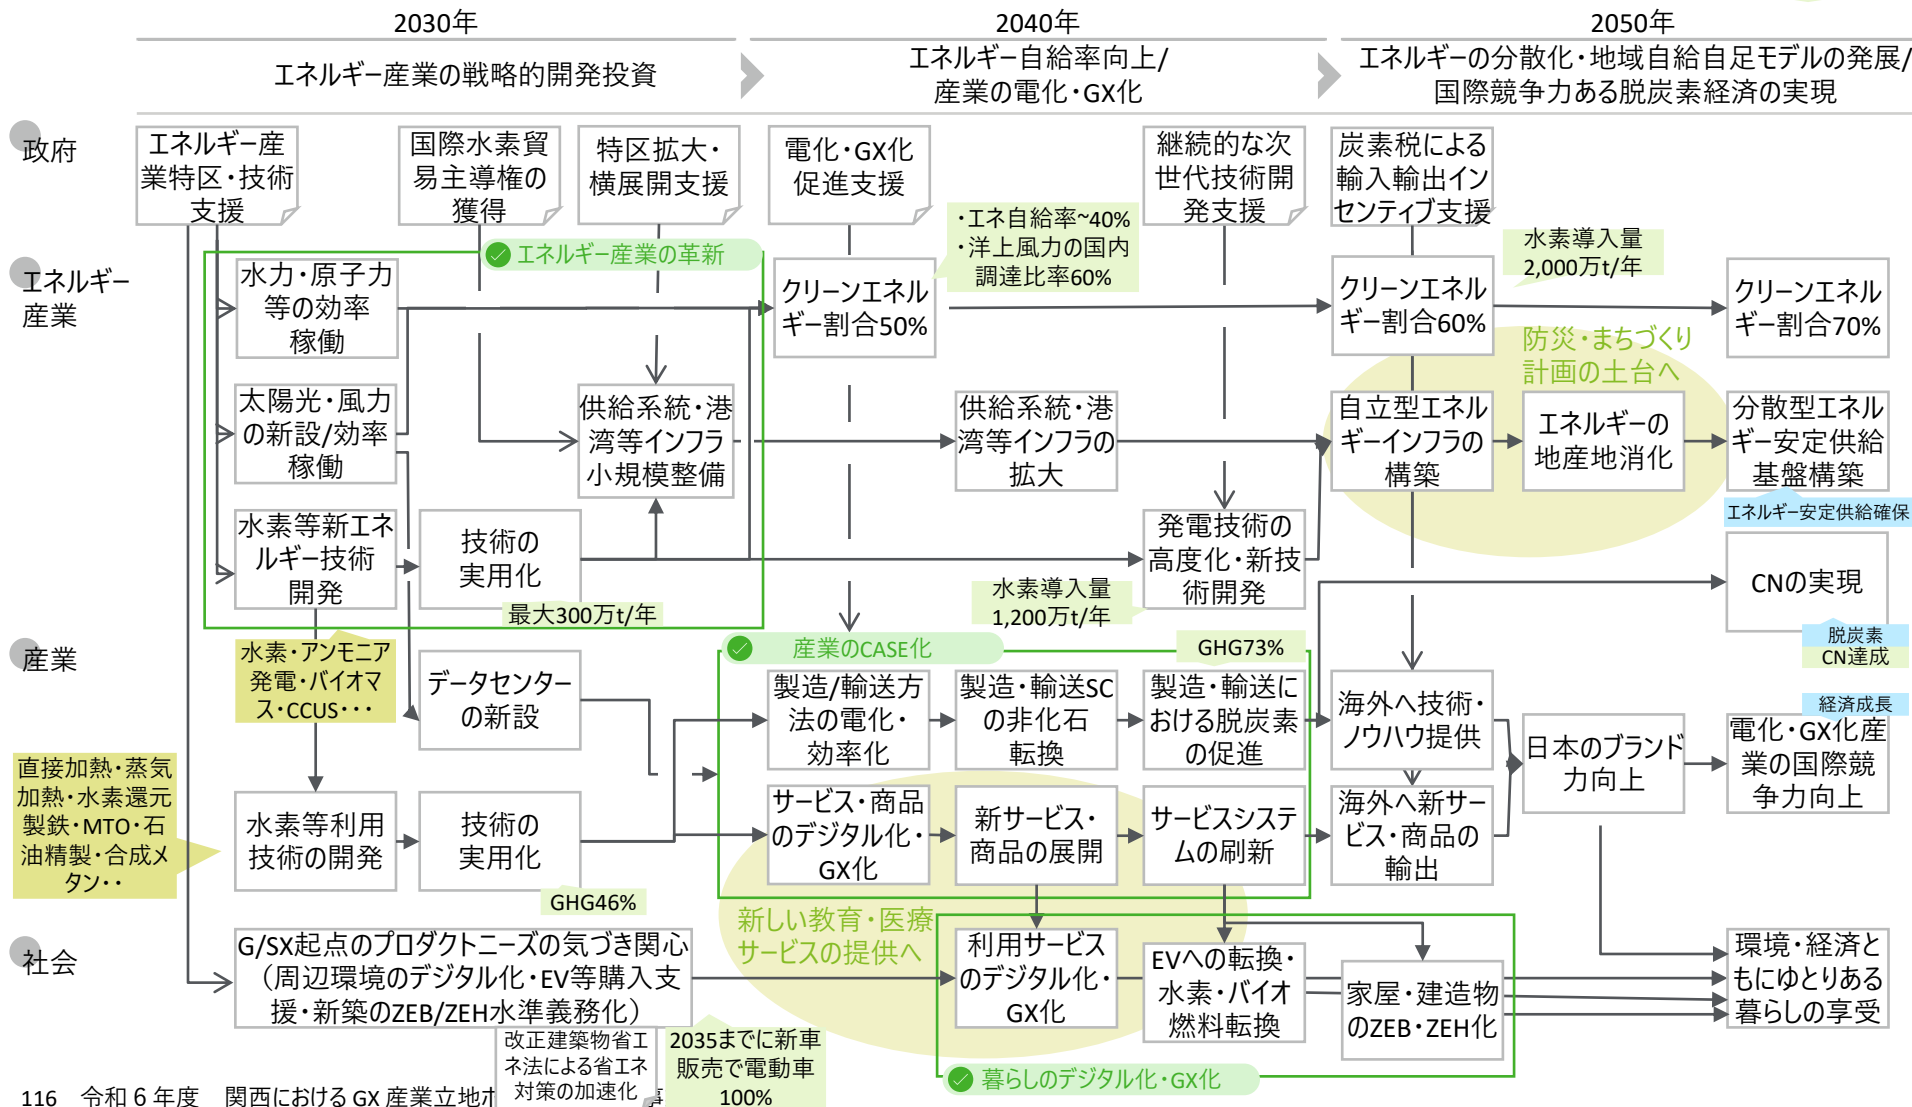 2030年
2040年
2050年
エネルギー産業の戦略的開発投資
エネルギー自給率向上/
産業の電化・GX化
エネルギーの分散化・地域自給自足モデルの発展/
国際競争力ある脱炭素経済の実現
政府
エネルギー産
業特区・技術
支援
国際水素貿
易主導権の
獲得
特区拡大・
横展開支援
電化・GX化
促進支援
継続的な次
世代技術開
発支援
炭素税による
輸入輸出イン
センティブ支援
エネルギー
産業
エネルギー産業の革新
水力・原子力
等の効率
稼働
クリーンエネル
ギー割合50%
・エネ自給率~40%
・洋上風力の国内
調達比率60%
クリーンエネル
ギー割合60%
水素導入量
2,000万t/年
クリーンエネル
ギー割合70%
防災・まちづくり
計画の土台へ
太陽光・風力
の新設/効率
稼働
供給系統・港
湾等インフラ
小規模整備
供給系統・港
湾等インフラの
拡大
自立型エネル
ギーインフラの
構築
エネルギーの
地産地消化
分散型エネル
ギー安定供給
基盤構築
エネルギー安定供給確保
水素等新エネ
ルギー技術
開発
技術の
実用化
最大300万t/年
発電技術の
高度化・新技
術開発
水素導入量
1,200万t/年
CNの実現
脱炭素
CN達成
産業
水素・アンモニア
発電・バイオマ
ス・CCUS・・・
データセンター
の新設
産業のCASE化
GHG73%
製造/輸送方
法の電化・
効率化
製造・輸送SC
の非化石
転換
製造・輸送に
おける脱炭素
の促進
海外へ技術・
ノウハウ提供
日本のブランド
力向上
経済成長
電化・GX化産
業の国際競
争力向上
直接加熱・蒸気
加熱・水素還元
製鉄・MTO・石
油精製・合成メ
タン・・
水素等利用
技術の開発
技術の
実用化
GHG46%
サービス・商品
のデジタル化・
GX化
新サービス・
商品の展開
サービスシステ
ムの刷新
海外へ新サー
ビス・商品の
輸出
新しい教育・医療
サービスの提供へ
社会
G/SX起点のプロダクトニーズの気づき関心
（周辺環境のデジタル化・EV等購入支
援・新築のZEB/ZEH水準義務化）
利用サービス
のデジタル化・
GX化
EVへの転換・
水素・バイオ
燃料転換
家屋・建造物
のZEB・ZEH化
環境・経済と
もにゆとりある
暮らしの享受
改正建築物省エ
ネ法による省エネ
対策の加速化
2035までに新車
販売で電動車
100%
暮らしのデジタル化・GX化
116 令和 6 年度 関西における GX 産業立地ポ